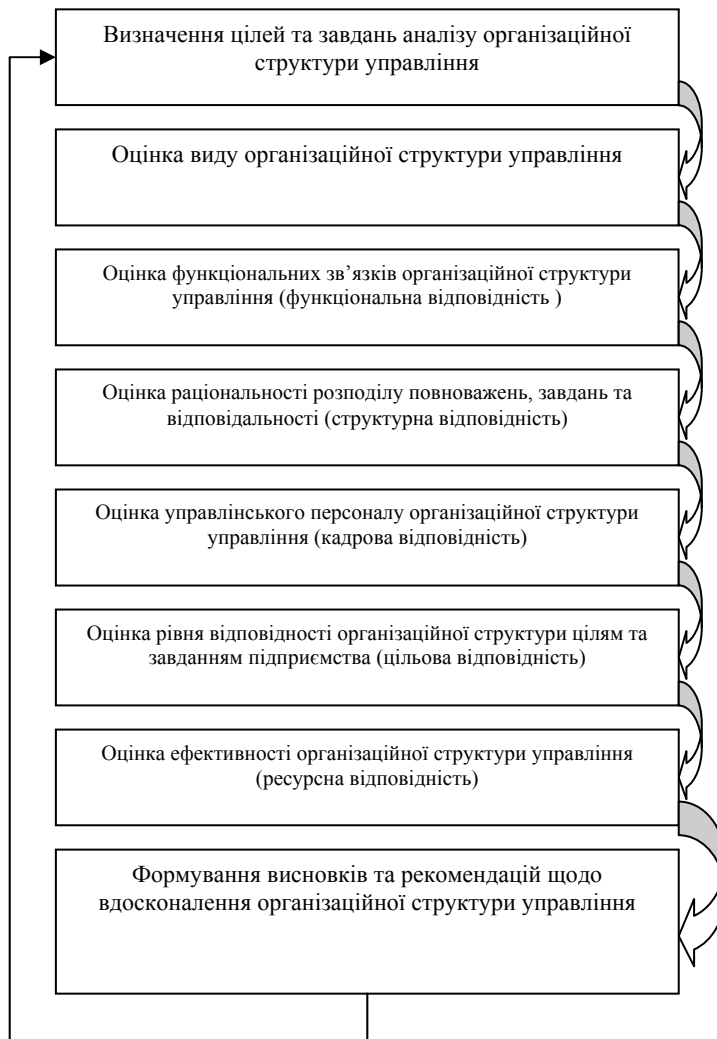 Визначення цілей та завдань аналізу організаційної
структури управління
Оцінка виду організаційної структури управління
Оцінка функціональних зв’язків організаційної структури
управління (функціональна відповідність )
Оцінка раціональності розподілу повноважень, завдань та
відповідальності (структурна відповідність)
Оцінка управлінського персоналу організаційної структури
управління (кадрова відповідність)
Оцінка рівня відповідності організаційної структури цілям та
завданням підприємства (цільова відповідність)
Оцінка ефективності організаційної структури управління
(ресурсна відповідність)
Формування висновків та рекомендацій щодо
вдосконалення організаційної структури управління